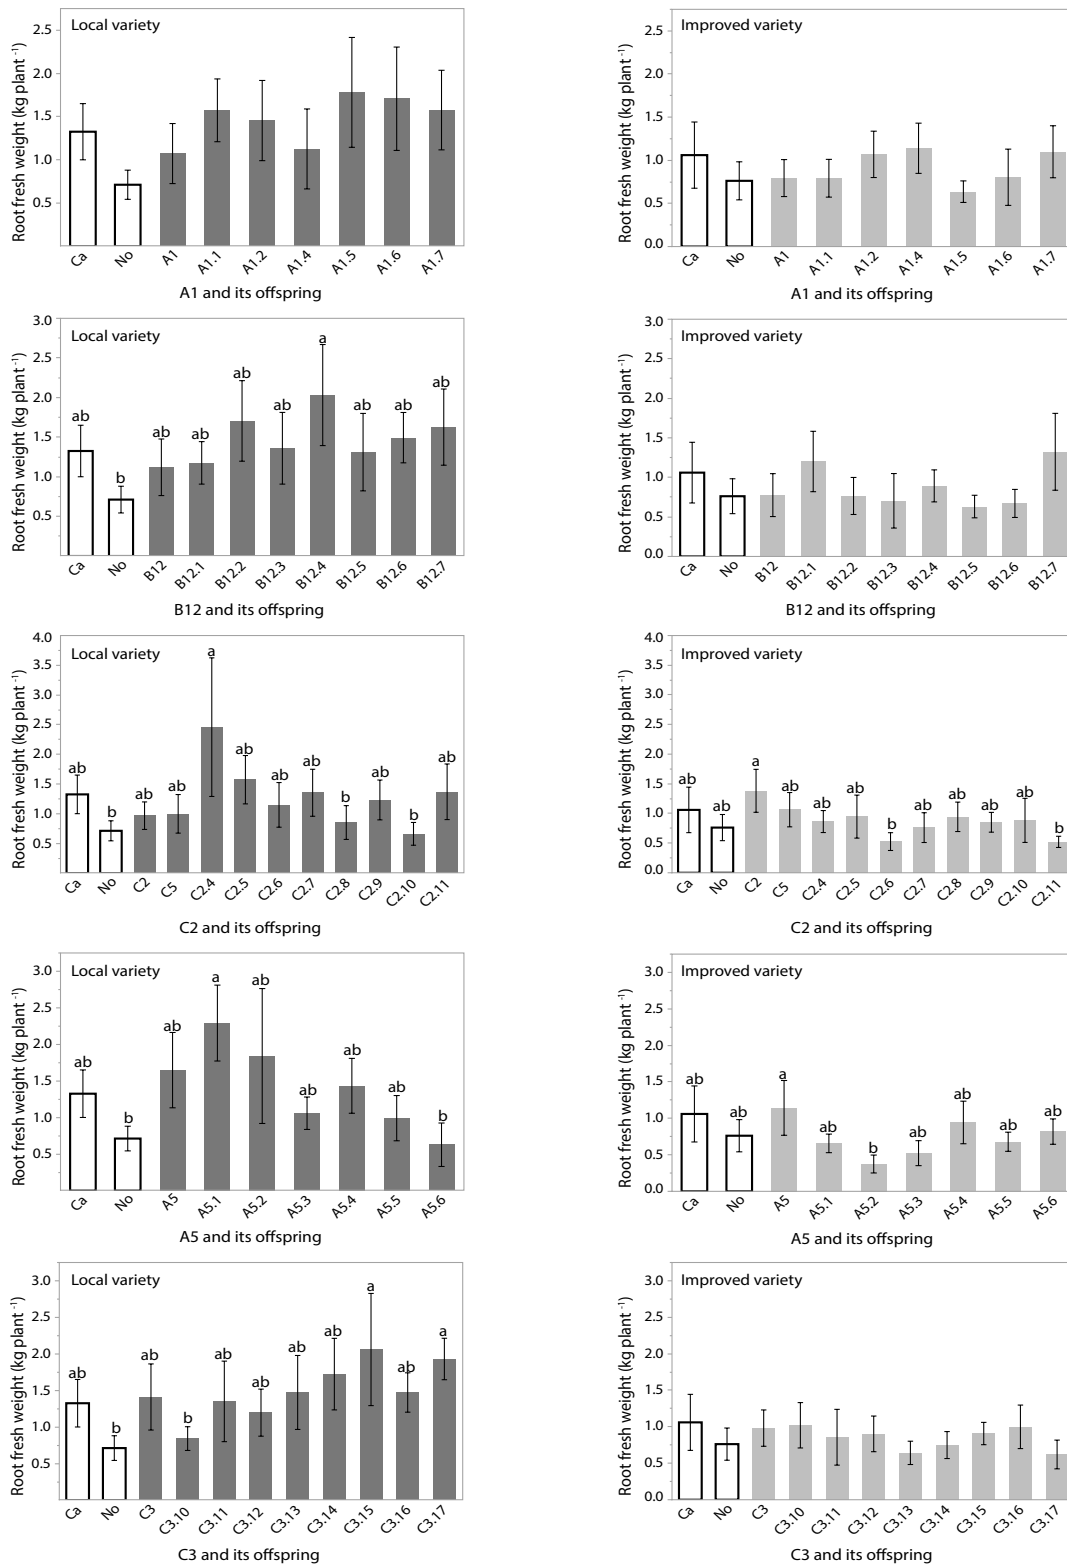 Local variety
Root fresh weight (kg plant ⁻¹)
2.5
2.0
1.5
1.0
0.5
Ca No A1 A1.1 A1.2 A1.4 A1.5 A1.6 A1.7
A1 and its offspring
Improved variety
Root fresh weight (kg plant ⁻¹)
2.5
2.0
1.5
1.0
0.5
0.0
Ca No A1 A1.1 A1.2 A1.4 A1.5 A1.6 A1.7
A1 and its offspring
Local variety
Root fresh weight (kg plant ⁻¹)
3.0
2.5
2.0
1.5
1.0
0.5
ab b ab ab ab ab a ab ab ab
Ca No B12 B12.1 B12.2 B12.3 B12.4 B12.5 B12.6 B12.7
B12 and its offspring
Improved variety
Root fresh weight (kg plant ⁻¹)
3.0
2.5
2.0
1.5
1.0
0.5
0.0
Ca No B12 B12.1 B12.2 B12.3 B12.4 B12.5 B12.6 B12.7
B12 and its offspring
Local variety
Root fresh weight (kg plant ⁻¹)
4.0
3.5
3.0
2.5
2.0
1.5
1.0
0.5
ab b ab ab a ab ab ab b ab b ab
Ca No C2 C5 C2.4 C2.5 C2.6 C2.7 C2.8 C2.9 C2.10 C2.11
C2 and its offspring
Improved variety
Root fresh weight (kg plant ⁻¹)
4.0
3.5
3.0
2.5
2.0
1.5
1.0
0.5
0.0
ab ab a ab ab ab b ab ab ab ab b
Ca No C2 C5 C2.4 C2.5 C2.6 C2.7 C2.8 C2.9 C2.10 C2.11
C2 and its offspring
Local variety
Root fresh weight (kg plant ⁻¹)
3.0
2.5
2.0
1.5
1.0
0.5
ab b ab a ab ab ab ab b
Ca No A5 A5.1 A5.2 A5.3 A5.4 A5.5 A5.6
A5 and its offspring
Improved variety
Root fresh weight (kg plant ⁻¹)
3.0
2.5
2.0
1.5
1.0
0.5
0.0
ab ab a ab b ab ab ab ab
Ca No A5 A5.1 A5.2 A5.3 A5.4 A5.5 A5.6
A5 and its offspring
Local variety
Root fresh weight (kg plant ⁻¹)
3.0
2.5
2.0
1.5
1.0
0.5
ab b ab b ab ab ab ab a ab a
Ca No C3 C3.10 C3.11 C3.12 C3.13 C3.14 C3.15 C3.16 C3.17
C3 and its offspring
Improved variety
Root fresh weight (kg plant ⁻¹)
3.0
2.5
2.0
1.5
1.0
0.5
0.0
Ca No C3 C3.10 C3.11 C3.12 C3.13 C3.14 C3.15 C3.16 C3.17
C3 and its offspring